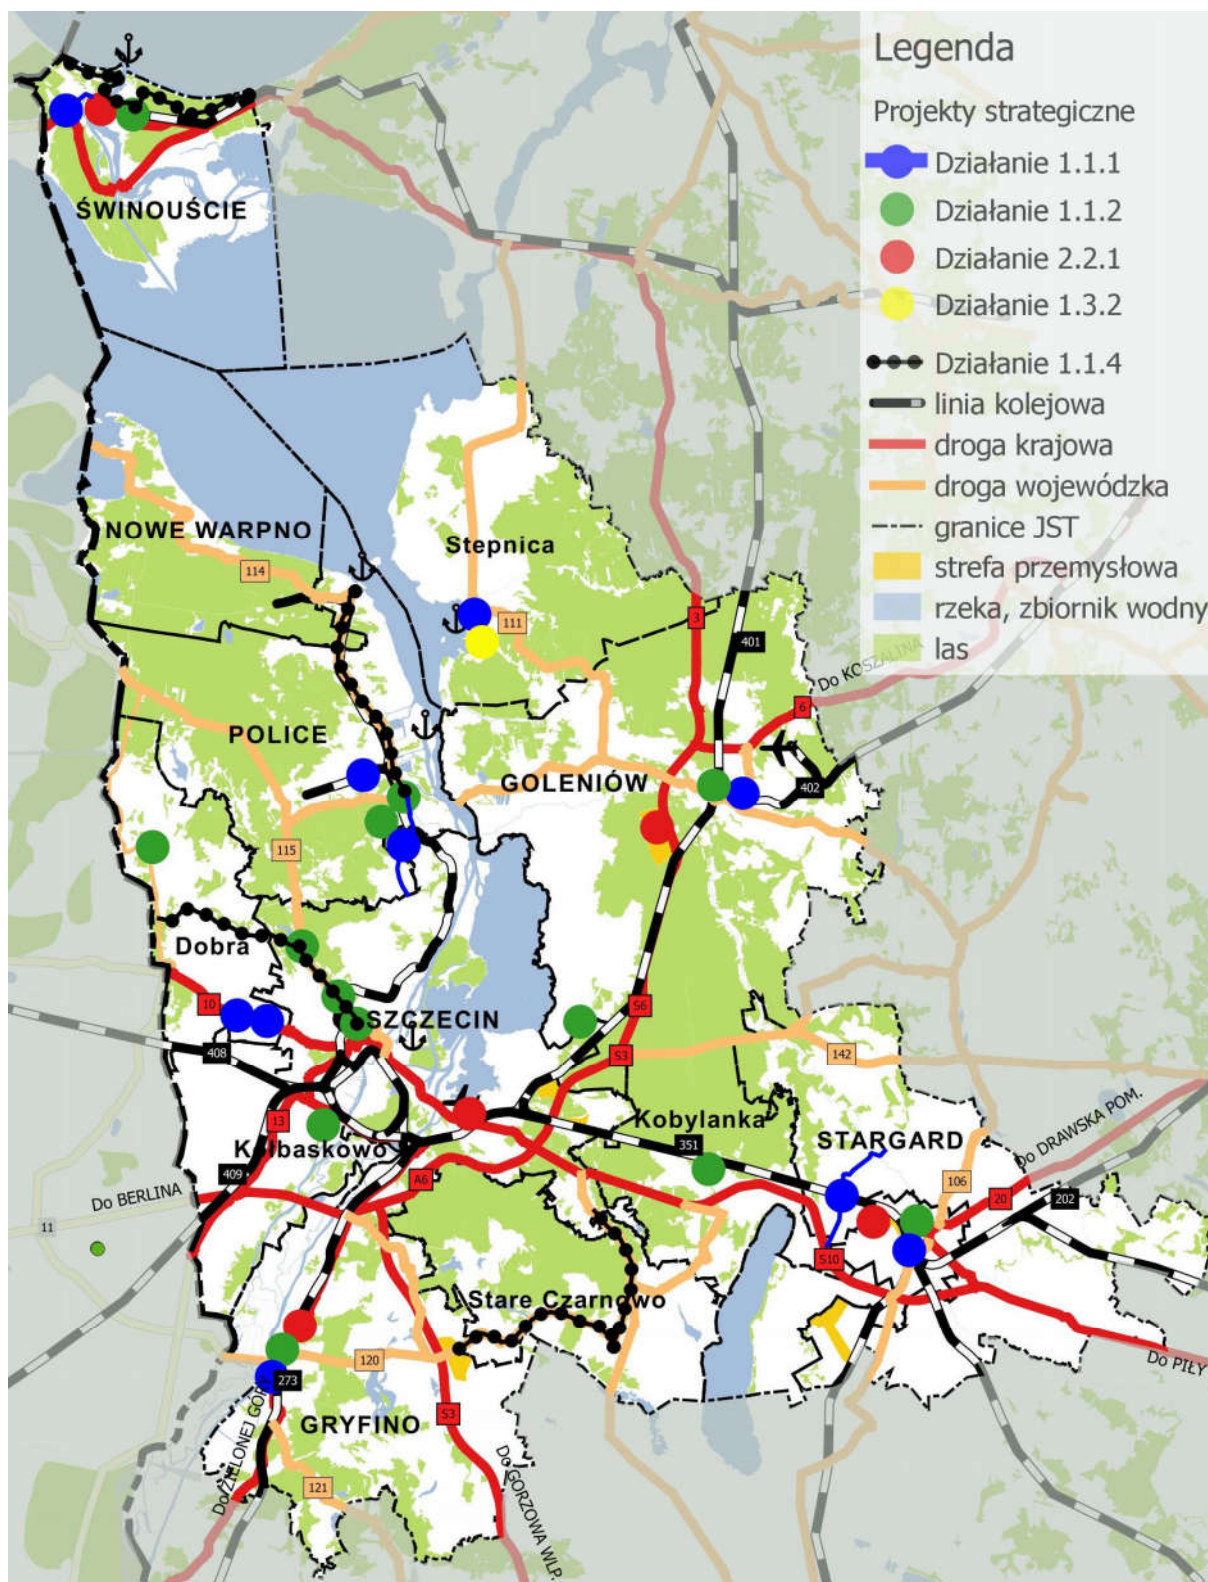 Legenda
Projekty strategiczne
Działanie 1.1.1
Działanie 1.1.2
Działanie 2.2.1
Działanie 1.3.2
Działanie 1.1.4
linia kolejowa
droga krajowa
droga wojewódzka
granice JST
strefa przemysłowa
rzeka, zbiornik wodny
las
ŚWINOUŚCIE
NOWE WARPNO
Stepnica
114
111
3
401
Do KOSZALINA
6
POLICE
GOLENIÓW
402
115
Dobra
10
SZCZECIN
S6
408
S3
142
13
Kobylanka
Kołbaskowo
351
STARGARD
409
A6
Do DRAWSKA POM.
106
Do BERLINA
20
202
11
S10
Stare Czarnowo
120
273
Do PIŁY
S3
GRYFINO
Do ZIELONEJ GÓRY
121
Do GORZOWA WLP.